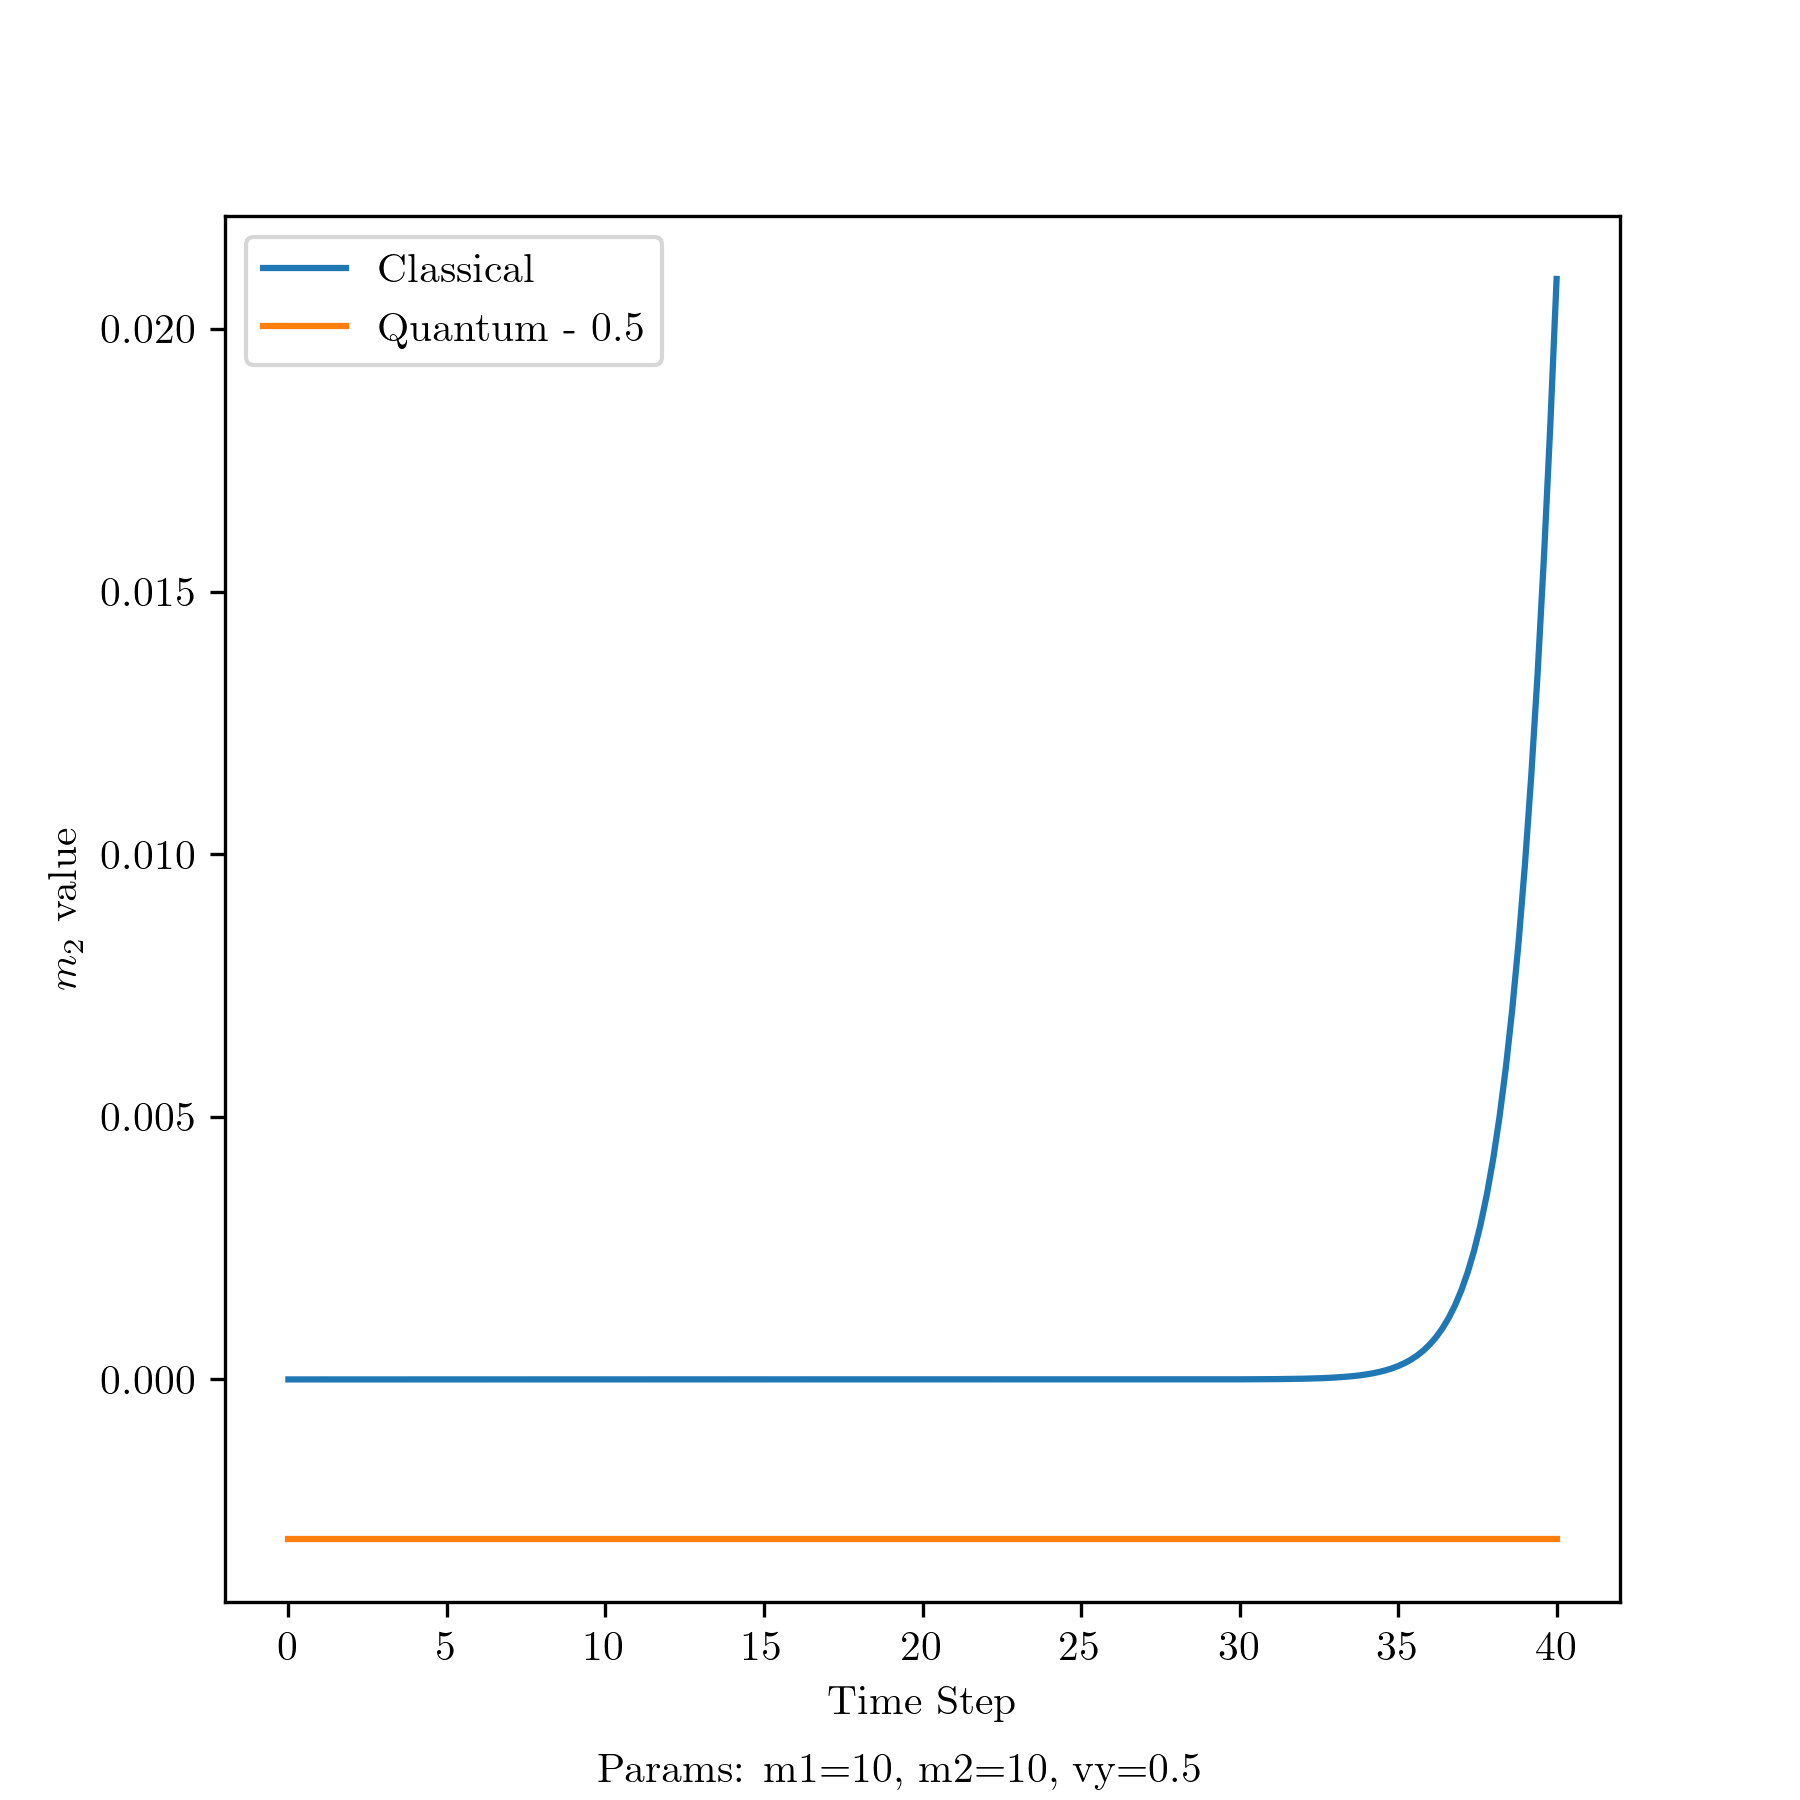 Classical
Quantum - 0.5
0.020
0.015
0.010
0.005
0.000
m₂ value
0 5 10 15 20 25 30 35 40
Time Step
Params: m1=10, m2=10, vy=0.5